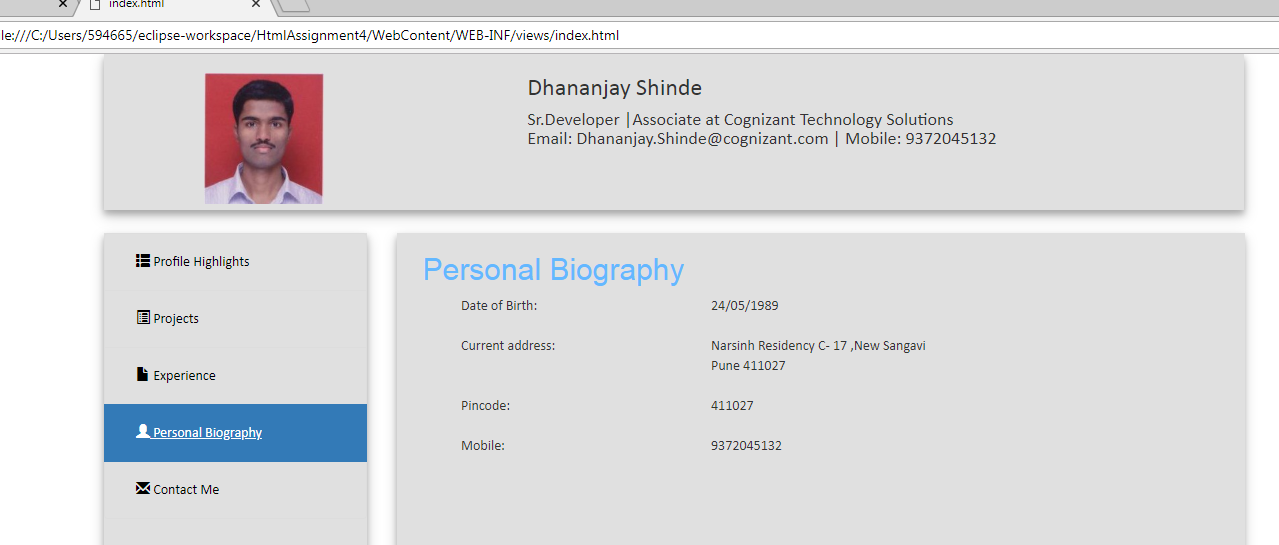 index.html
le:///C:/Users/594665/eclipse-workspace/HtmlAssignment4/WebContent/WEB-INF/views/index.html
Dhananjay Shinde
Sr.Developer |Associate at Cognizant Technology Solutions
Email: Dhananjay.Shinde@cognizant.com | Mobile: 9372045132
Profile Highlights
Projects
Experience
Personal Biography
Contact Me
Personal Biography
Date of Birth: 24/05/1989
Current address: Narsinh Residency C- 17 ,New Sangavi
Pune 411027
Pincode: 411027
Mobile: 9372045132